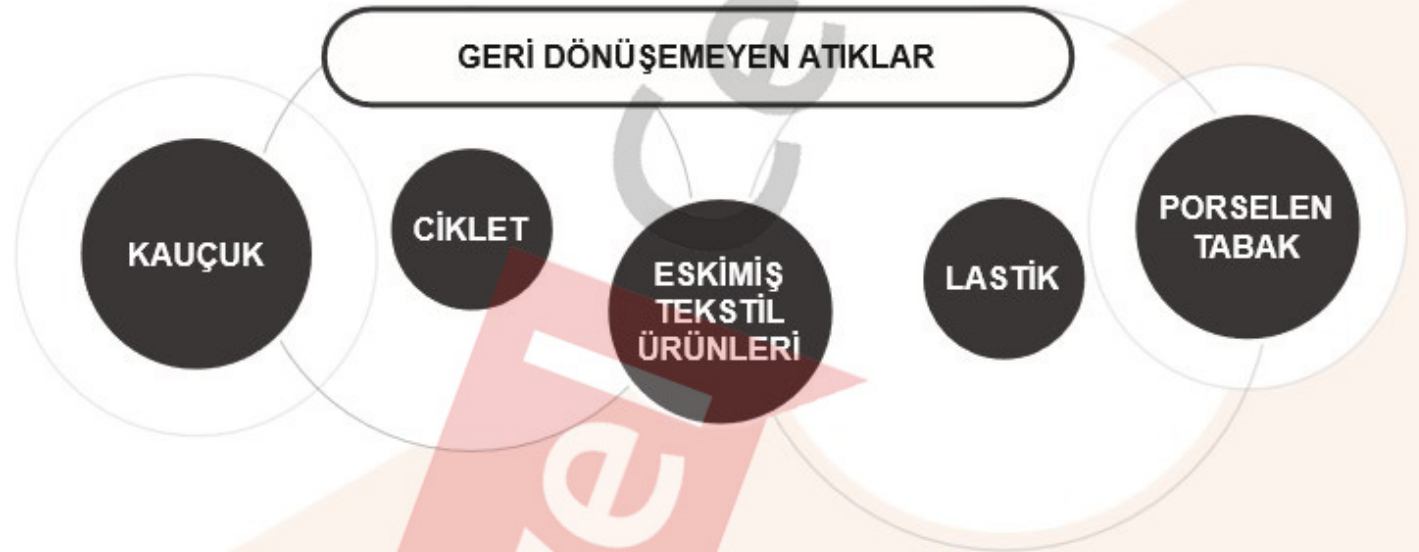 GERİ DÖNÜŞEMEYEN ATIKLAR
KAUÇUK
CİKLET
ESKİMİŞ
TEKSTİL
ÜRÜNLERİ
LASTİK
PORSELEN
TABAK